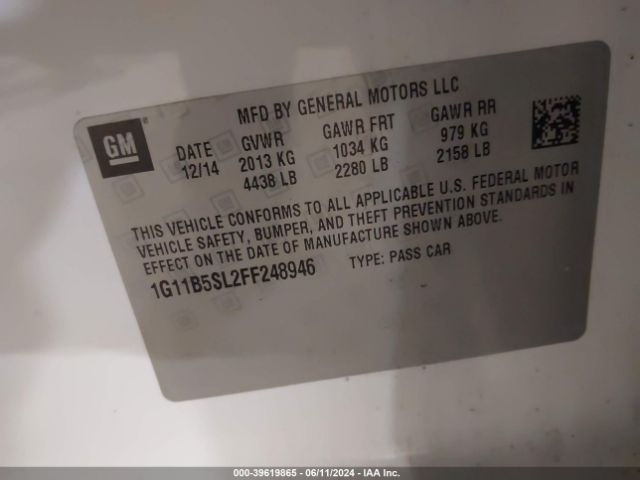 MFD BY GENERAL MOTORS LLC
GM
DATE GVWR GAWR FRT GAWR RR
12/14 2013 KG 1034 KG 979 KG
4438 LB 2280 LB 2158 LB
THIS VEHICLE CONFORMS TO ALL APPLICABLE U.S. FEDERAL MOTOR
VEHICLE SAFETY, BUMPER, AND THEFT PREVENTION STANDARDS IN
EFFECT ON THE DATE OF MANUFACTURE SHOWN ABOVE.
1G11B5SL2FF248946 TYPE: PASS CAR
000-39619865 - 06/11/2024 - IAA Inc.